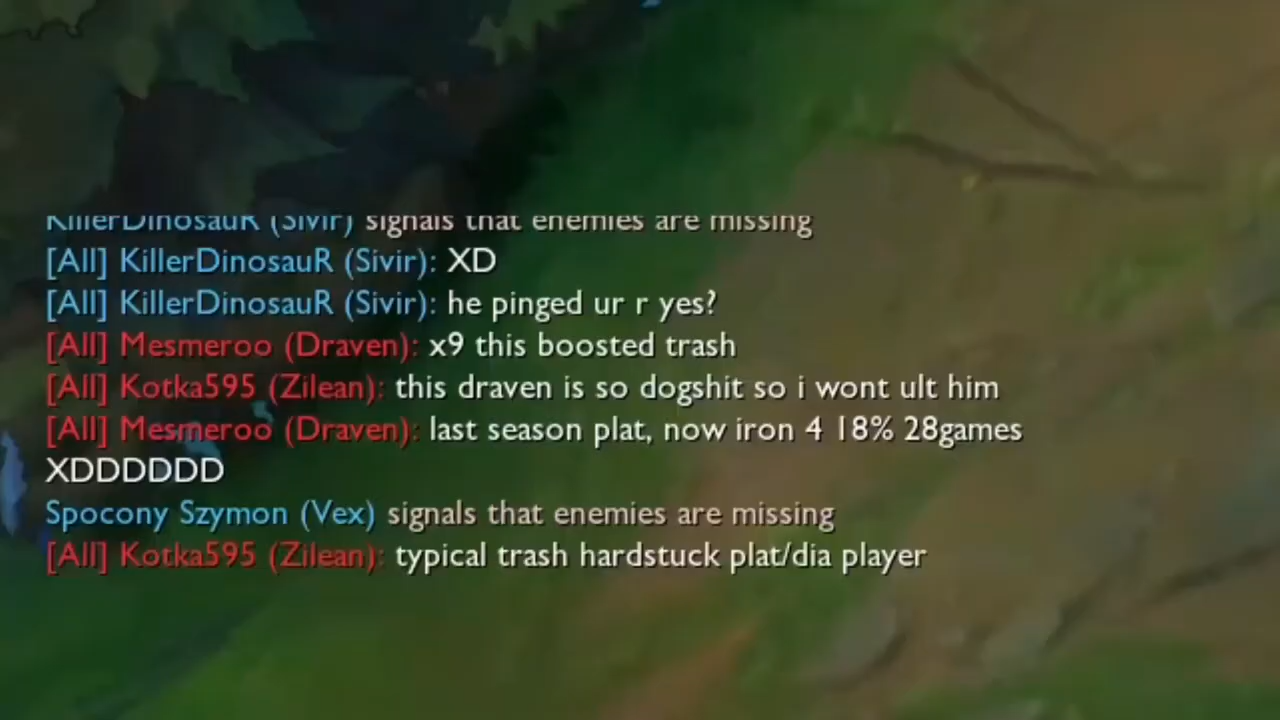 KillerDinosauR (Sivir) signals that enemies are missing
[All] KillerDinosauR (Sivir): XD
[All] KillerDinosauR (Sivir): he pinged ur r yes?
[All] Mesmeroo (Draven): x9 this boosted trash
[All] Kotka595 (Zilean): this draven is so dogshit so i wont ult him
[All] Mesmeroo (Draven): last season plat, now iron 4 18% 28games
XDDDDDD
Spocony Szymon (Vex) signals that enemies are missing
[All] Kotka595 (Zilean): typical trash hardstuck plat/dia player